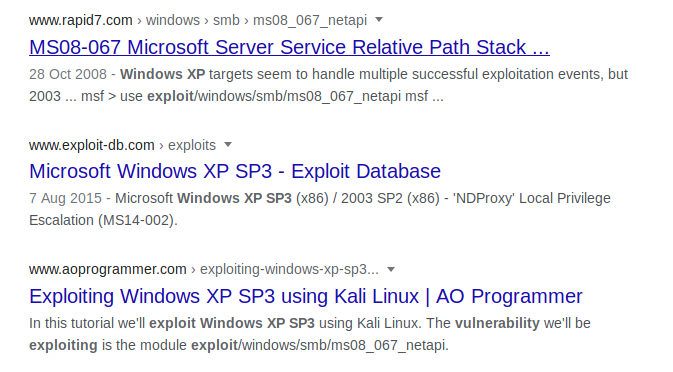 www.rapid7.com › windows › smb › ms08_067_netapi
MS08-067 Microsoft Server Service Relative Path Stack ...
28 Oct 2008 - Windows XP targets seem to handle multiple successful exploitation events, but
2003 ... msf > use exploit/windows/smb/ms08_067_netapi msf ...
www.exploit-db.com › exploits
Microsoft Windows XP SP3 - Exploit Database
7 Aug 2015 - Microsoft Windows XP SP3 (x86) / 2003 SP2 (x86) - 'NDProxy' Local Privilege
Escalation (MS14-002).
www.aoprogrammer.com › exploiting-windows-xp-sp3...
Exploiting Windows XP SP3 using Kali Linux | AO Programmer
In this tutorial we'll exploit Windows XP SP3 using Kali Linux. The vulnerability we'll be
exploiting is the module exploit/windows/smb/ms08_067_netapi.